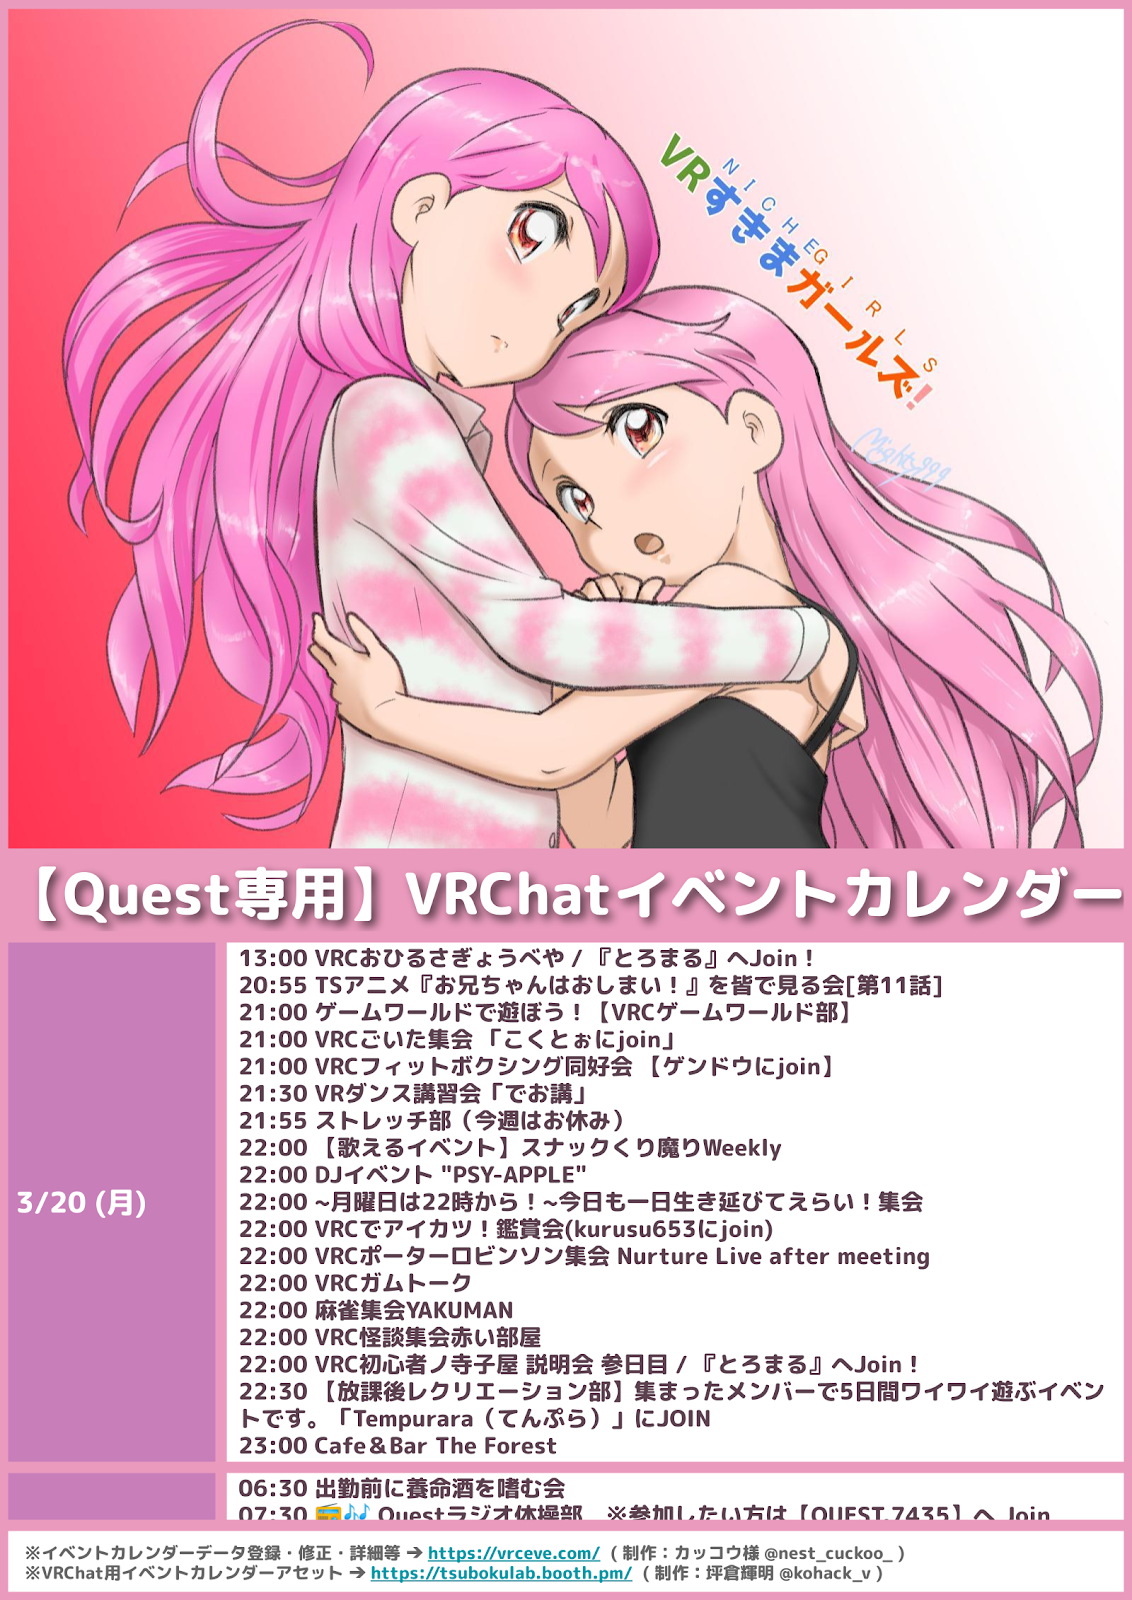 NICHE GIRLS
VRすきまガールズ!
Mighty999
【Quest専用】VRChatイベントカレンダー
3/20 (月)
13:00 VRCおひるさぎょうべや / 『とろまる』へJoin！
20:55 TSアニメ『お兄ちゃんはおしまい！』を皆で見る会[第11話]
21:00 ゲームワールドで遊ぼう！【VRCゲームワールド部】
21:00 VRCごいた集会 「こくとぉにjoin」
21:00 VRCフィットボクシング同好会 【ゲンドウにjoin】
21:30 VRダンス講習会「でお講」
21:55 ストレッチ部（今週はお休み）
22:00 【歌えるイベント】スナックくり魔りWeekly
22:00 DJイベント "PSY-APPLE"
22:00 ~月曜日は22時から！~今日も一日生き延びてえらい！集会
22:00 VRCでアイカツ！鑑賞会(kurusu653にjoin)
22:00 VRCポーターロビンソン集会 Nurture Live after meeting
22:00 VRCガムトーク
22:00 麻雀集会YAKUMAN
22:00 VRC怪談集会赤い部屋
22:00 VRC初心者ノ寺子屋 説明会 参日目 / 『とろまる』へJoin！
22:30 【放課後レクリエーション部】集まったメンバーで5日間ワイワイ遊ぶイベン
トです。「Tempurara（てんぷら）」にJOIN
23:00 Cafe＆Bar The Forest
06:30 出勤前に養命酒を嗜む会
07:30 📻🎶 Questラジオ体操部　※参加したい方は【QUEST.7435】へ Join
※イベントカレンダーデータ登録・修正・詳細等 ➔ https://vrceve.com/ ( 制作：カッコウ様 @nest_cuckoo_ )
※VRChat用イベントカレンダーアセット ➔ https://tsubokulab.booth.pm/ ( 制作：坪倉輝明 @kohack_v )